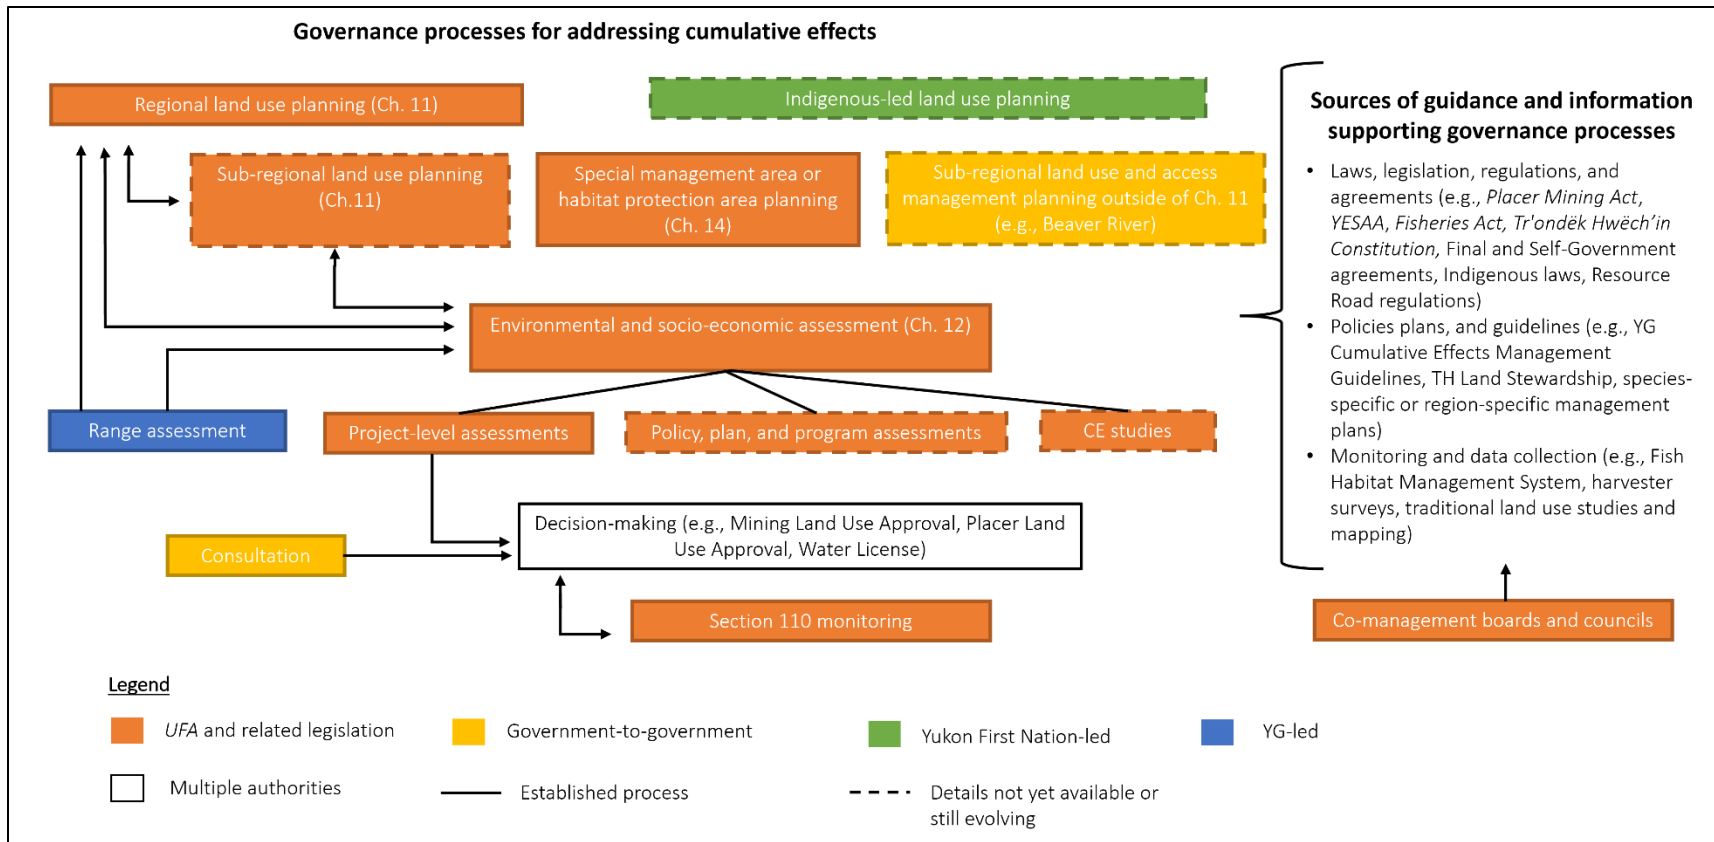 Governance processes for addressing cumulative effects
Regional land use planning (Ch. 11)
Indigenous-led land use planning
Sub-regional land use planning
(Ch.11)
Special management area or
habitat protection area planning
(Ch. 14)
Sub-regional land use and access
management planning outside of Ch. 11
(e.g., Beaver River)
Environmental and socio-economic assessment (Ch. 12)
Range assessment
Project-level assessments
Policy, plan, and program assessments
CE studies
Decision-making (e.g., Mining Land Use Approval, Placer Land
Use Approval, Water License)
Consultation
Section 110 monitoring
Sources of guidance and information
supporting governance processes
• Laws, legislation, regulations, and
agreements (e.g., Placer Mining Act,
YESAA, Fisheries Act, Tr'ondëk Hwëch’in
Constitution, Final and Self-Government
agreements, Indigenous laws, Resource
Road regulations)
• Policies plans, and guidelines (e.g., YG
Cumulative Effects Management
Guidelines, TH Land Stewardship, species-
specific or region-specific management
plans)
• Monitoring and data collection (e.g., Fish
Habitat Management System, harvester
surveys, traditional land use studies and
mapping)
Co-management boards and councils
Legend
UFA and related legislation
Government-to-government
Yukon First Nation-led
YG-led
Multiple authorities
Established process
Details not yet available or
still evolving